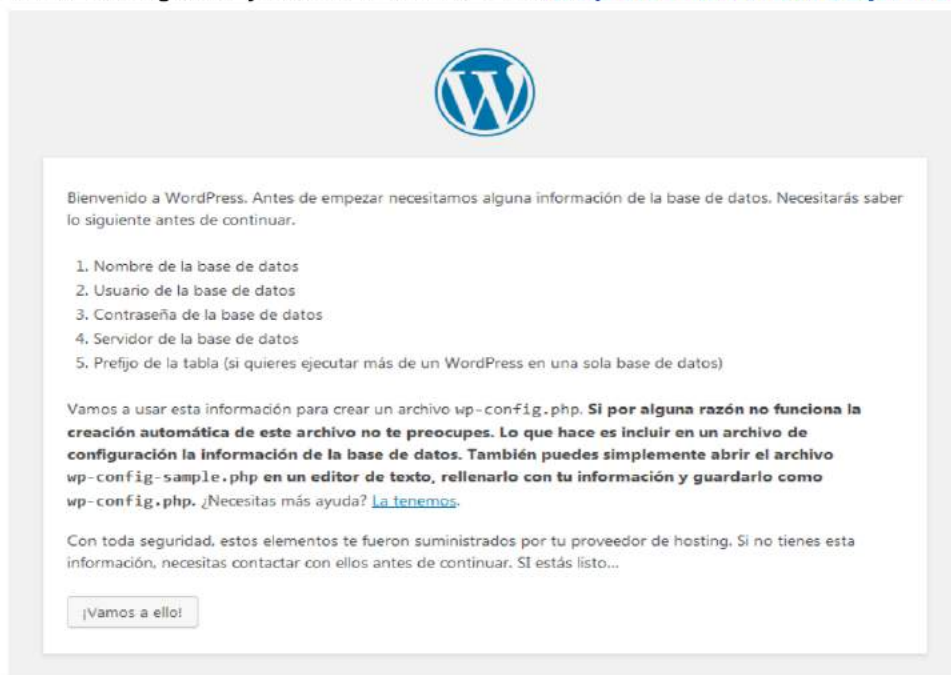 Bienvenido a WordPress. Antes de empezar necesitamos alguna información de la base de datos. Necesitarás saber
lo siguiente antes de continuar.
1. Nombre de la base de datos
2. Usuario de la base de datos
3. Contraseña de la base de datos
4. Servidor de la base de datos
5. Prefijo de la tabla (si quieres ejecutar más de un WordPress en una sola base de datos)
Vamos a usar esta información para crear un archivo wp-config.php. Si por alguna razón no funciona la
creación automática de este archivo no te preocupes. Lo que hace es incluir en un archivo de
configuración la información de la base de datos. También puedes simplemente abrir el archivo
wp-config-sample.php en un editor de texto, rellenarlo con tu información y guardarlo como
wp-config.php. ¿Necesitas más ayuda? La tenemos.
Con toda seguridad, estos elementos te fueron suministrados por tu proveedor de hosting. Si no tienes esta
información, necesitas contactar con ellos antes de continuar. SI estás listo...
¡Vamos a ello!